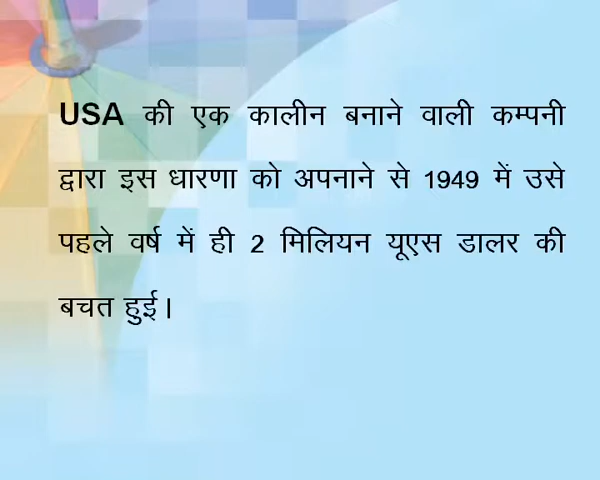 USA की एक कालीन बनाने वाली कम्पनी
द्वारा इस धारणा को अपनाने से 1949 में उसे
पहले वर्ष में ही 2 मिलियन यूएस डालर की
बचत हुई।